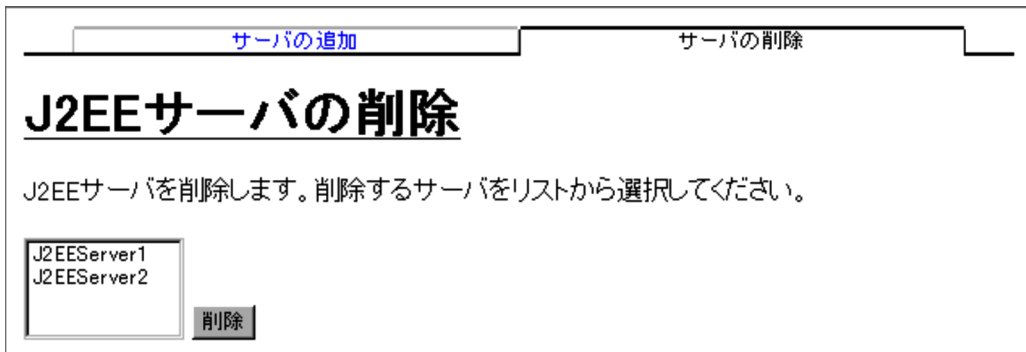 サーバの追加 サーバの削除
J2EEサーバの削除
J2EEサーバを削除します。削除するサーバをリストから選択してください。
J2EEServer1
J2EEServer2
削除